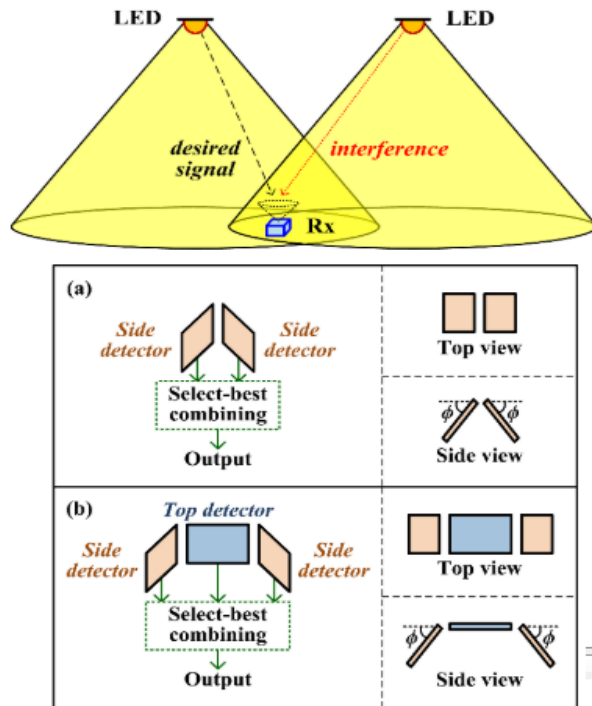 LED
LED
desired
signal
interference
Rx
(a)
Side
detector
Side
detector
Select-best
combining
Output
Top view
ϕ
ϕ
Side view
(b)
Top detector
Side
detector
Side
detector
Select-best
combining
Output
Top view
ϕ
ϕ
Side view